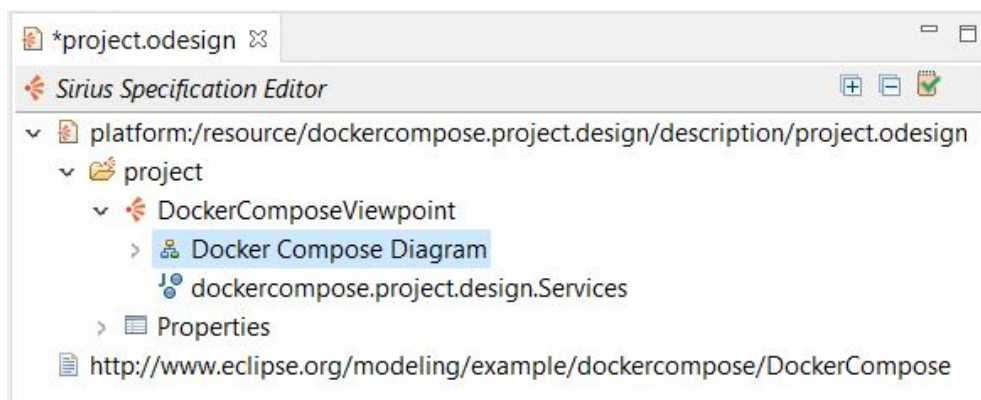 *project.odesign
Sirius Specification Editor
platform:/resource/dockercompose.project.design/description/project.odesign
project
DockerComposeViewpoint
Docker Compose Diagram
dockercompose.project.design.Services
Properties
http://www.eclipse.org/modeling/example/dockercompose/DockerCompose